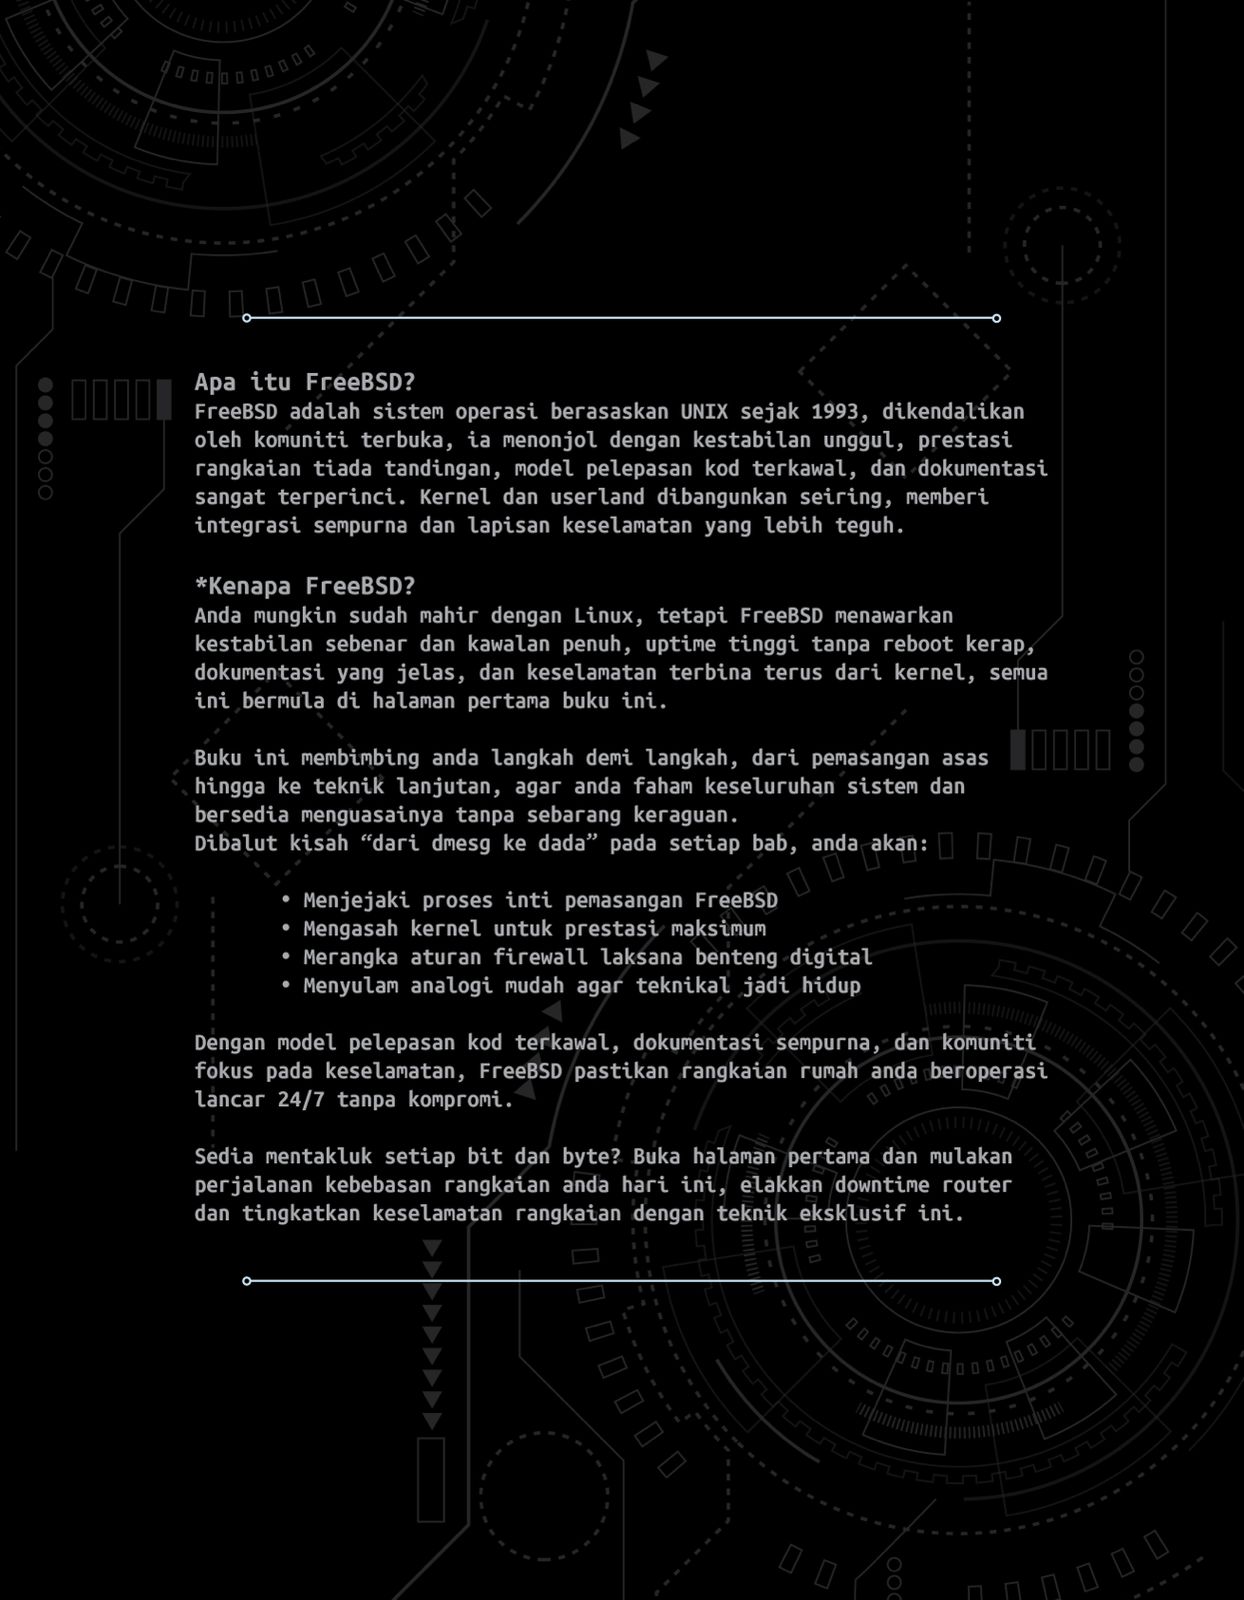 Apa itu FreeBSD?
FreeBSD adalah sistem operasi berasaskan UNIX sejak 1993, dikendalikan
oleh komuniti terbuka, ia menonjol dengan kestabilan unggul, prestasi
rangkaian tiada tandingan, model pelepasan kod terkawal, dan dokumentasi
sangat terperinci. Kernel dan userland dibangunkan seiring, memberi
integrasi sempurna dan lapisan keselamatan yang lebih teguh.
*Kenapa FreeBSD?
Anda mungkin sudah mahir dengan Linux, tetapi FreeBSD menawarkan
kestabilan sebenar dan kawalan penuh, uptime tinggi tanpa reboot kerap,
dokumentasi yang jelas, dan keselamatan terbina terus dari kernel, semua
ini bermula di halaman pertama buku ini.
Buku ini membimbing anda langkah demi langkah, dari pemasangan asas
hingga ke teknik lanjutan, agar anda faham keseluruhan sistem dan
bersedia menguasainya tanpa sebarang keraguan.
Dibalut kisah “dari dmesg ke dada” pada setiap bab, anda akan:
• Menjejaki proses inti pemasangan FreeBSD
• Mengasah kernel untuk prestasi maksimum
• Merangka aturan firewall laksana benteng digital
• Menyulam analogi mudah agar teknikal jadi hidup
Dengan model pelepasan kod terkawal, dokumentasi sempurna, dan komuniti
fokus pada keselamatan, FreeBSD pastikan rangkaian rumah anda beroperasi
lancar 24/7 tanpa kompromi.
Sedia mentakluk setiap bit dan byte? Buka halaman pertama dan mulakan
perjalanan kebebasan rangkaian anda hari ini, elakkan downtime router
dan tingkatkan keselamatan rangkaian dengan teknik eksklusif ini.